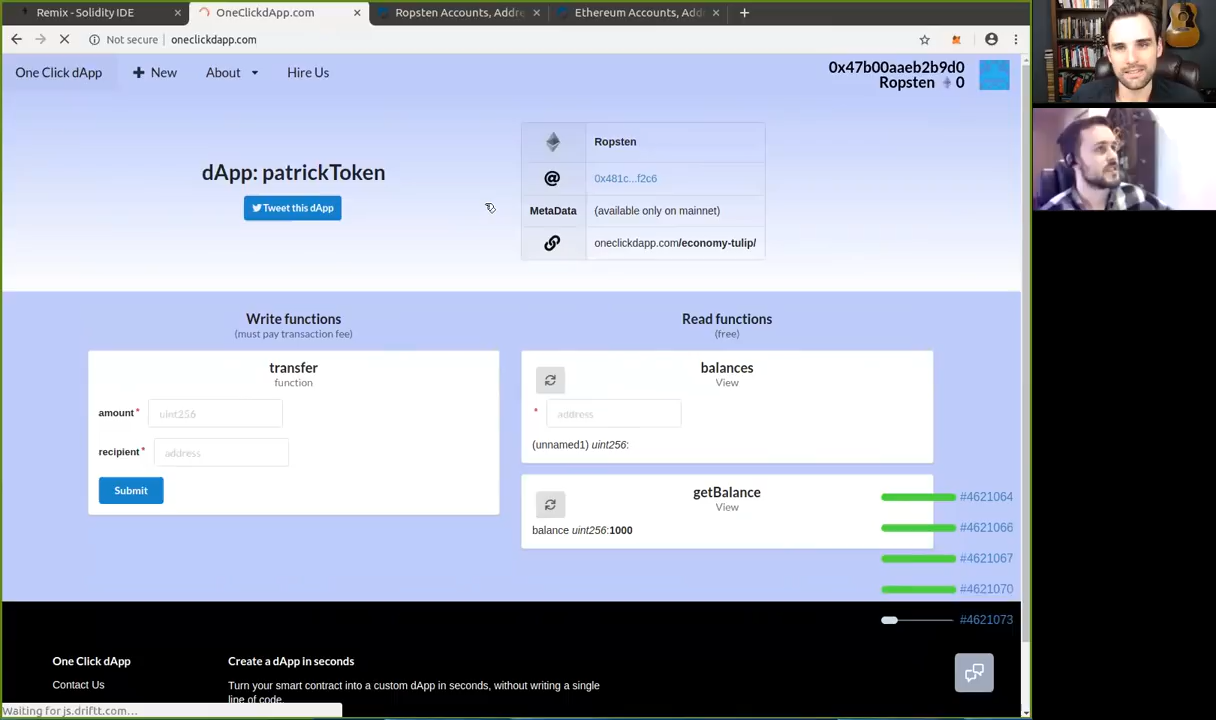 Remix - Solidity IDE
OneClickdApp.com
Ropsten Accounts, Addre
Ethereum Accounts, Add
Not secure
oneclickdapp.com
One Click dApp
New
About
Hire Us
0x47b00aaeb2b9d0
Ropsten 0
dApp: patrickToken
Tweet this dApp
Ropsten
@ 0x481c...f2c6
MetaData (available only on mainnet)
oneclickdapp.com/economy-tulip/
Write functions
(must pay transaction fee)
transfer
function
amount* uint256
recipient* address
Submit
Read functions
(free)
balances
View
* address
(unnamed1) uint256:
getBalance
View
balance uint256:1000
#4621064
#4621066
#4621067
#4621070
#4621073
One Click dApp
Contact Us
Create a dApp in seconds
Turn your smart contract into a custom dApp in seconds, without writing a single
line of code.
Waiting for js.driftt.com...